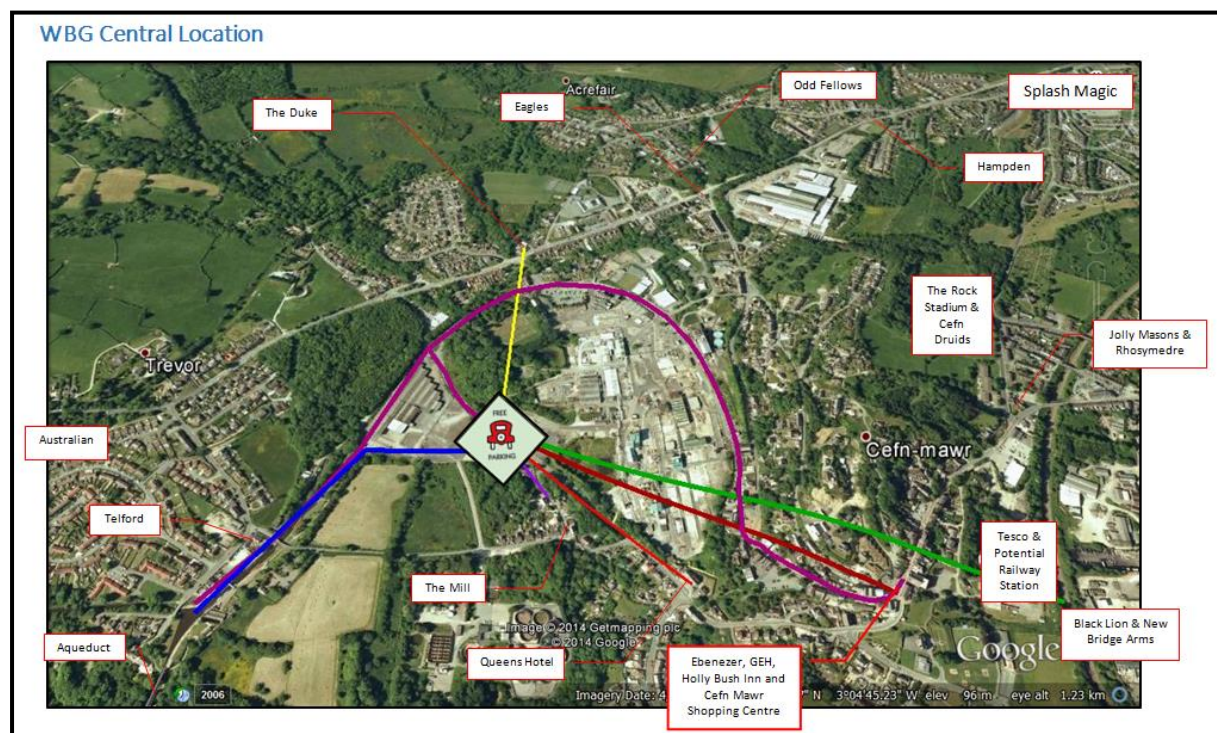 WBG Central Location
Acrefair
Odd Fellows
Eagles
Splash Magic
The Duke
Hampden
The Rock
Stadium &
Cefn
Druids
Jolly Masons &
Rhosymedre
Trevor
FREE
PARKING
Australian
Cefn-mawr
Telford
Tesco &
Potential
Railway
Station
The Mill
Black Lion & New
Bridge Arms
Image © 2014 Getmapping plc
© 2014 Google
Google
Aqueduct
Queens Hotel
Ebenezer, GEH,
Holly Bush Inn and
Cefn Mawr
Shopping Centre
2006
Imagery Date: 4
N 3°04'45.23" W elev 96 m eye alt 1.23 km